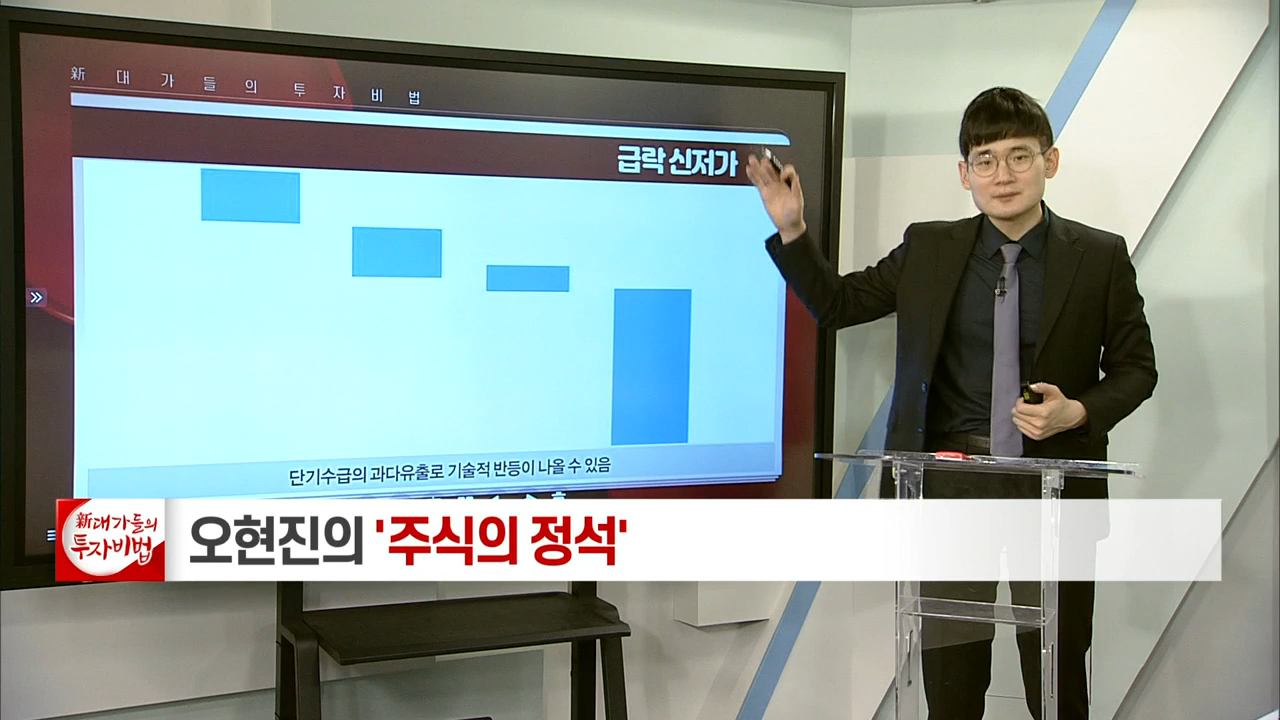 新 대 가 들 의 투 자 비 법
급락 신저가
»
단기수급의 과다유출로 기술적 반등이 나올 수 있음
新대가들의
투자비법
오현진의 '주식의 정석'